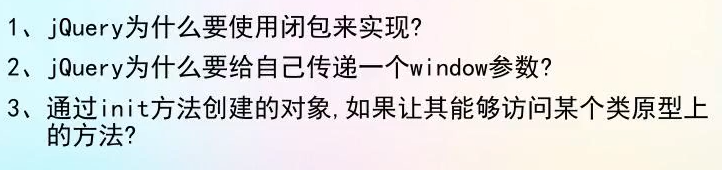 1、jQuery为什么要使用闭包来实现?
2、jQuery为什么要给自己传递一个window参数?
3、通过init方法创建的对象,如果让其能够访问某个类原型上
的方法?